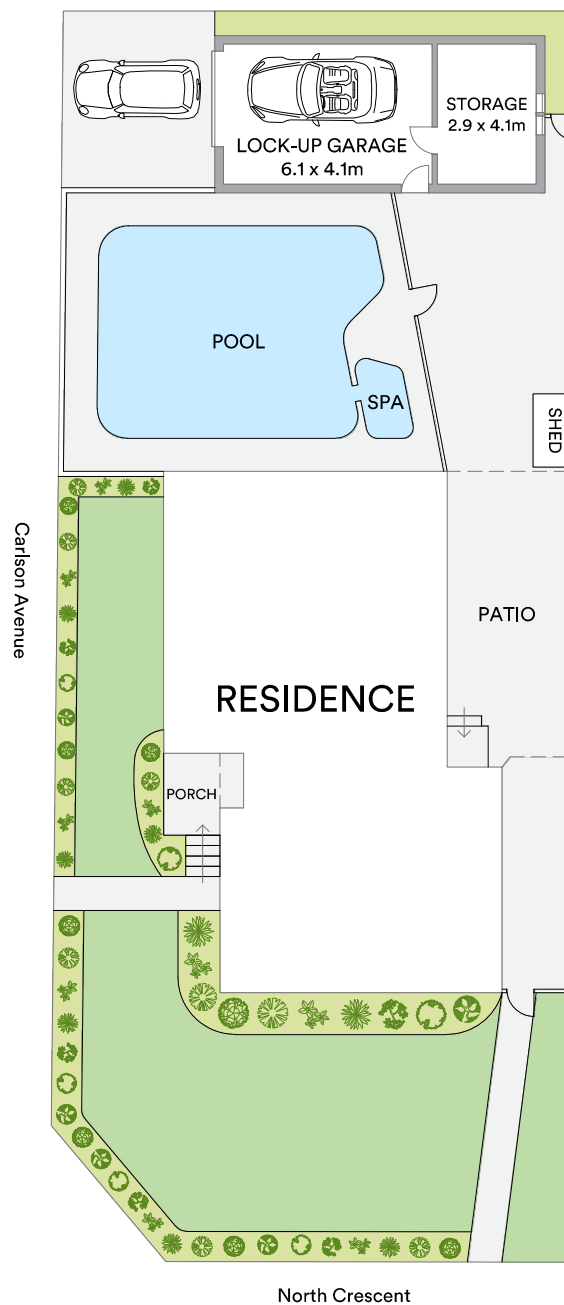 STORAGE
2.9 x 4.1m
LOCK-UP GARAGE
6.1 x 4.1m
POOL
SPA
SHED
Carlson Avenue
PATIO
RESIDENCE
PORCH
North Crescent